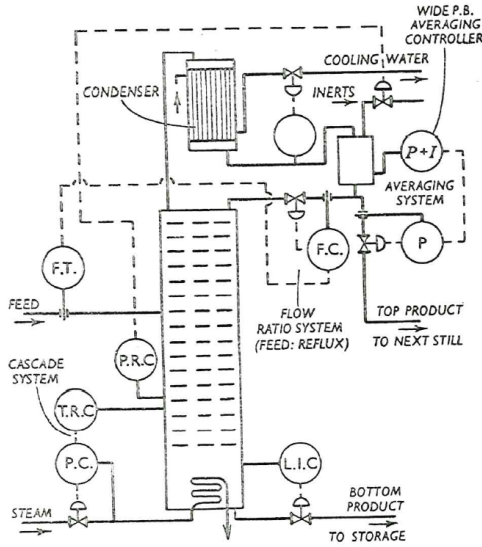 WIDE P.B.
AVERAGING
CONTROLLER
COOLING WATER
INERTS
CONDENSER
P+I
AVERAGING
SYSTEM
F.T.
F.C.
P
FEED
FLOW
RATIO SYSTEM
(FEED: REFLUX)
TOP PRODUCT
TO NEXT STILL
P.R.C
CASCADE
SYSTEM
T.R.C
P.C.
L.I.C
STEAM
BOTTOM
PRODUCT
TO STORAGE